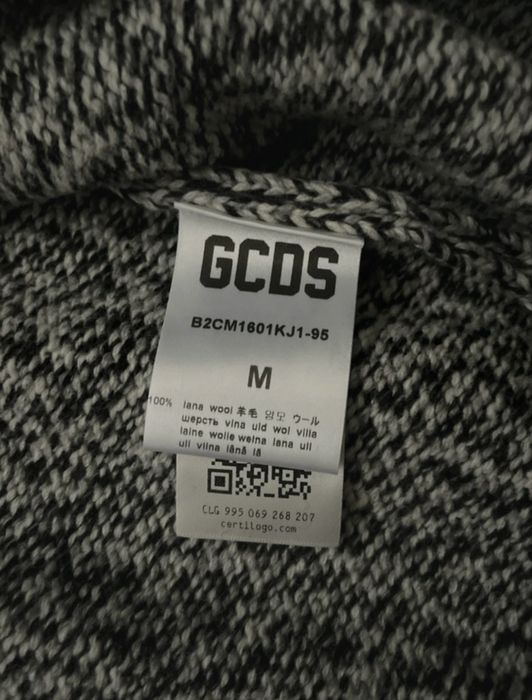 GCDS
B2CM1601KJ1-95
M
100% lana wool 羊毛 양모 ウール
шерсть vlna uld wol villa
laine wolle welna lana ull
ull vilna lână lã
CLG 995 069 268 207
certilogo.com